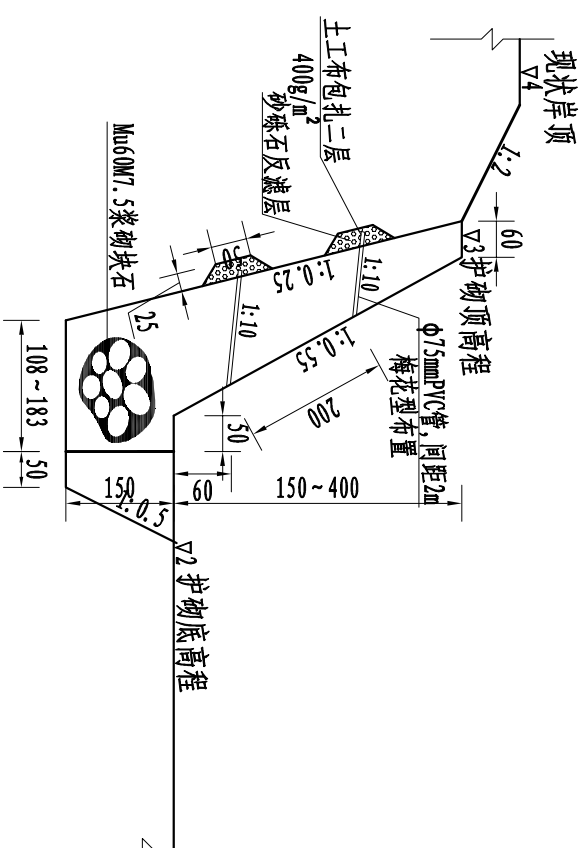 现状岸顶
▽4
1:2
60
▽3护砌顶高程
土工布包扎二层
400g/m²
砂砾石反滤层
1:10
1:0.25
50
1:10
25
Mu60M7.5浆砌块石
1:0.55
200
φ75mmPVC管,间距2m
梅花型布置
50
60
150~400
108~183
50
150
1:0.5
▽2护砌底高程